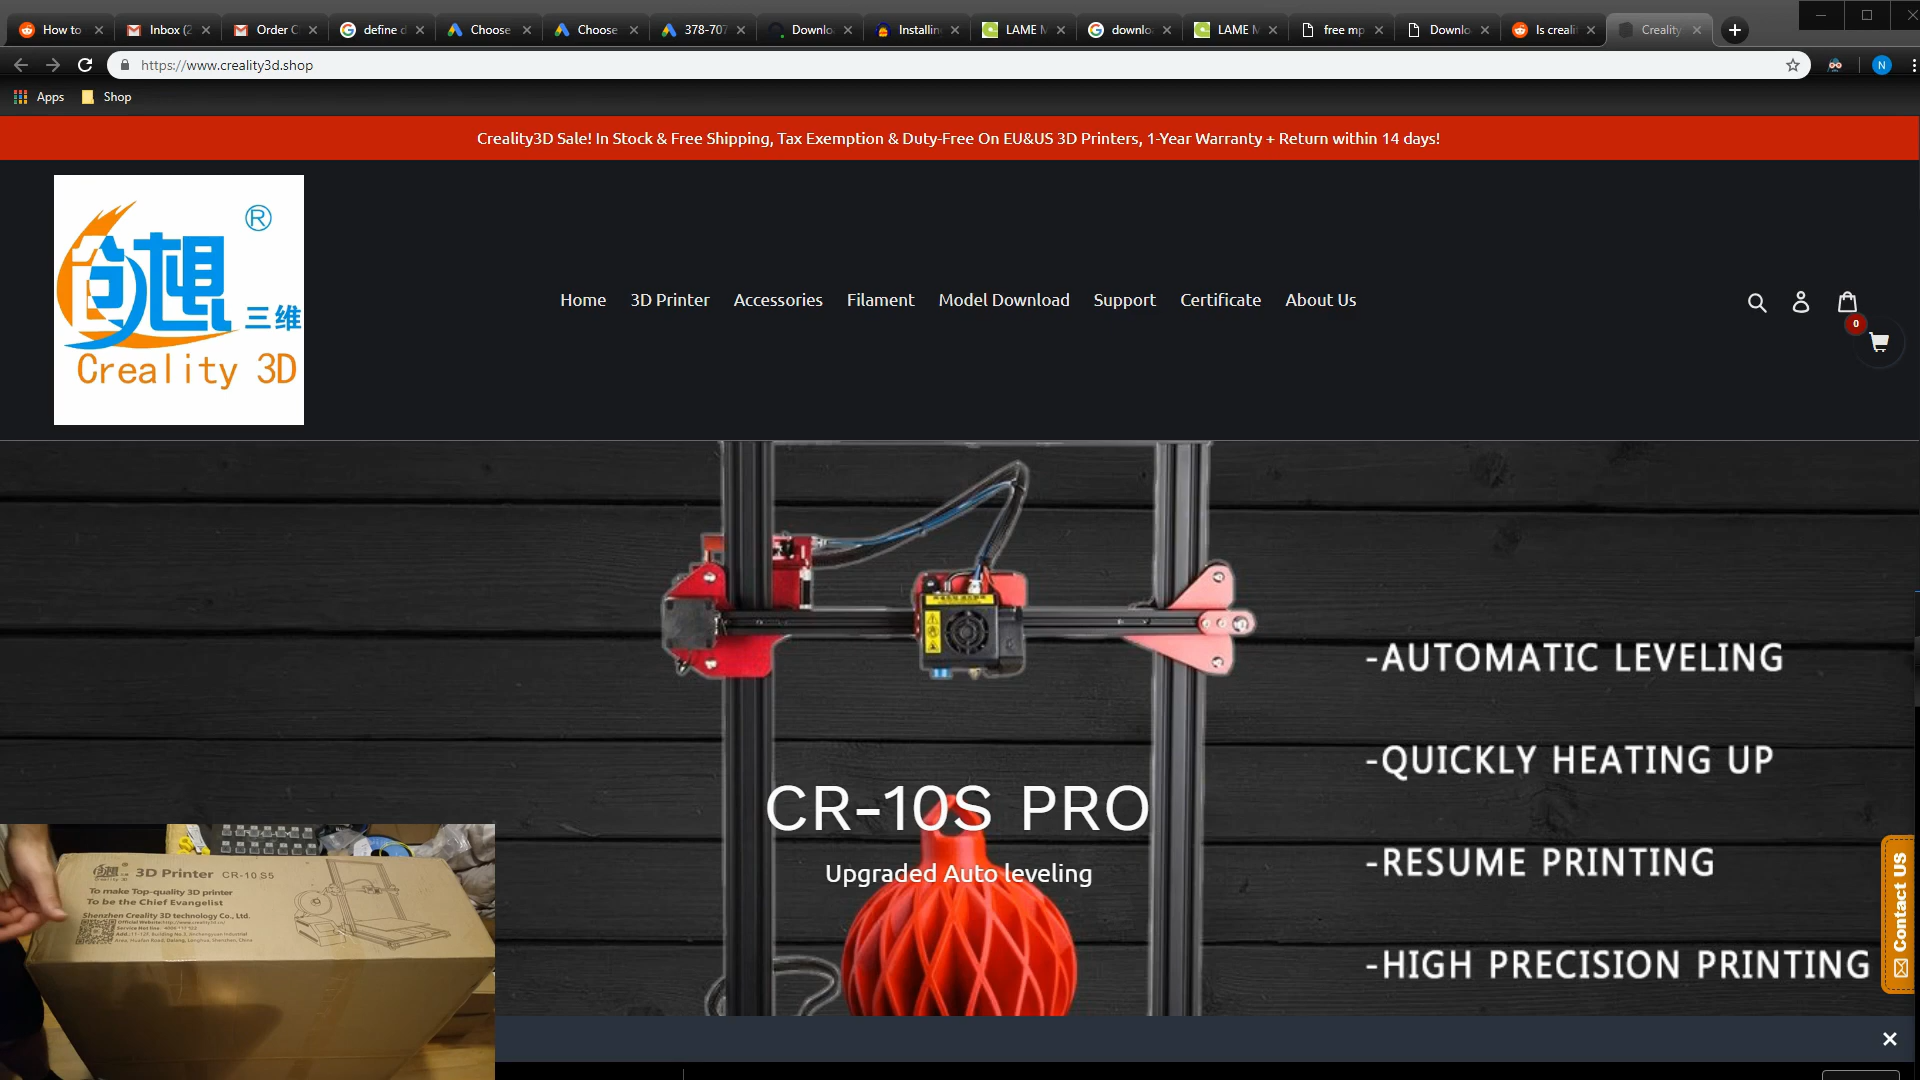 How to
Inbox (2
Order C
define d
Choose
Choose
378-707
Downlo
Installin
LAME M
downlo
LAME M
free mp
Downlo
Is creali
Creality
https://www.creality3d.shop
N
Apps
Shop
Creality3D Sale! In Stock & Free Shipping, Tax Exemption & Duty-Free On EU&US 3D Printers, 1-Year Warranty + Return within 14 days!
创想
®
三维
Creality 3D
Home
3D Printer
Accessories
Filament
Model Download
Support
Certificate
About Us
0
-AUTOMATIC LEVELING
-QUICKLY HEATING UP
-RESUME PRINTING
-HIGH PRECISION PRINTING
CR-10S PRO
Upgraded Auto leveling
Contact US
创想
3D Printer CR-10 S5
To make Top-quality 3D printer
To be the Chief Evangelist
Shenzhen Creality 3D technology Co., Ltd.